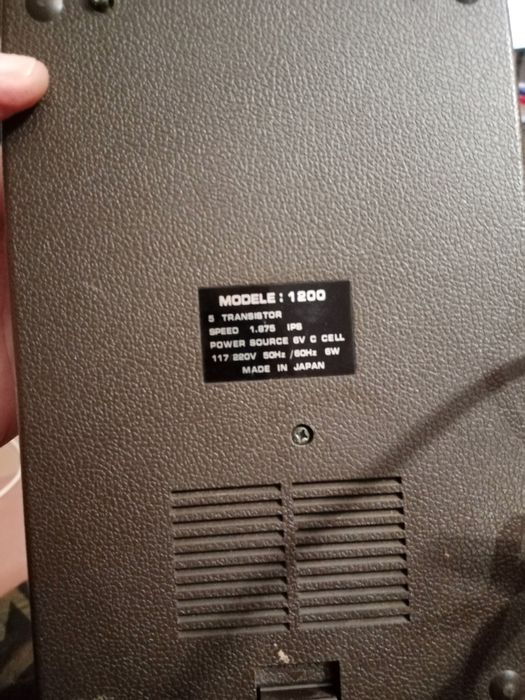 MODELE : 1200
5 TRANSISTOR
SPEED 1.875 IPS
POWER SOURCE 6V C CELL
117 220V 50Hz /60Hz 6W
MADE IN JAPAN